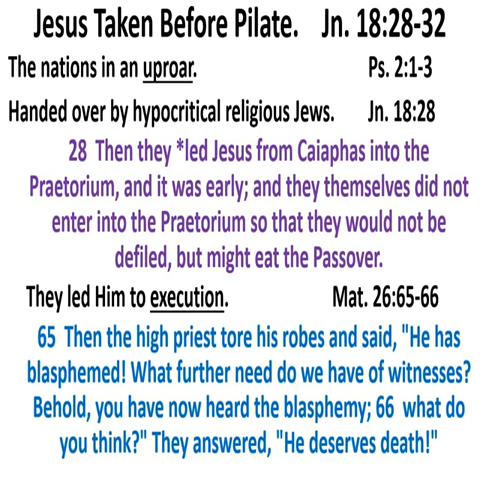 Jesus Taken Before Pilate. Jn. 18:28-32
The nations in an uproar. Ps. 2:1-3
Handed over by hypocritical religious Jews. Jn. 18:28
28 Then they *led Jesus from Caiaphas into the
Praetorium, and it was early; and they themselves did not
enter into the Praetorium so that they would not be
defiled, but might eat the Passover.
They led Him to execution. Mat. 26:65-66
65 Then the high priest tore his robes and said, "He has
blasphemed! What further need do we have of witnesses?
Behold, you have now heard the blasphemy; 66 what do
you think?" They answered, "He deserves death!"